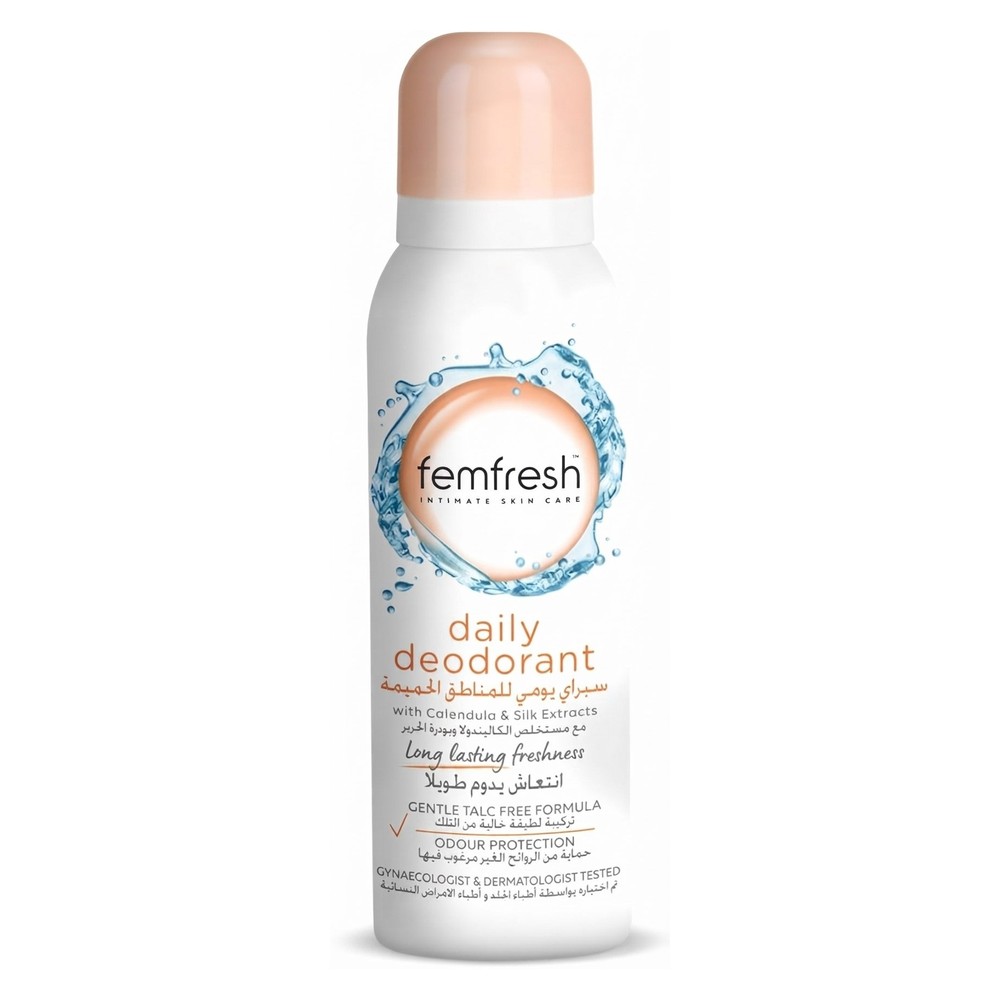 femfresh™
INTIMATE SKIN CARE
daily
deodorant
سبراي يومي للمناطق الحميمة
with Calendula & Silk Extracts
مع مستخلص الكاليندولا وبودرة الحرير
Long lasting freshness
انتعاش يدوم طويلا
GENTLE TALC FREE FORMULA
تركيبة لطيفة خالية من التلك
ODOUR PROTECTION
حماية من الروائح الغير مرغوب فيها
GYNAECOLOGIST & DERMATOLOGIST TESTED
تم اختباره بواسطة أطباء الجلد و أطباء الامراض النسائية